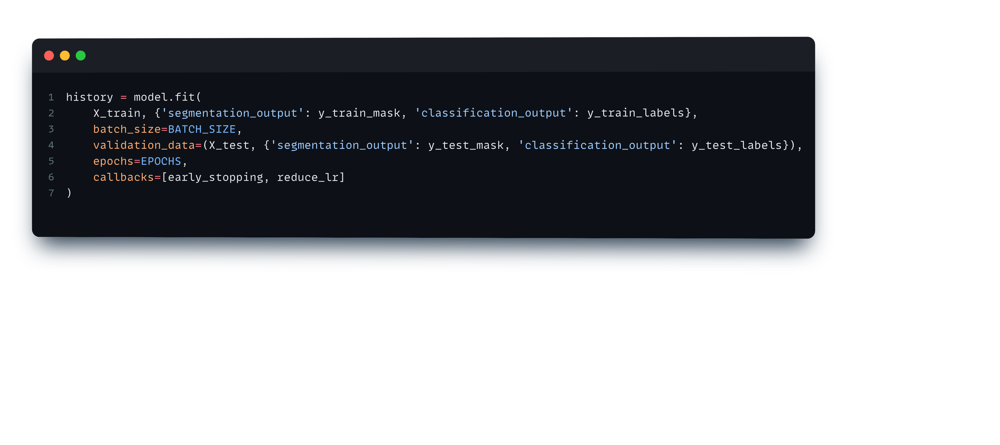 1 history = model.fit(
2     X_train, {'segmentation_output': y_train_mask, 'classification_output': y_train_labels},
3     batch_size=BATCH_SIZE,
4     validation_data=(X_test, {'segmentation_output': y_test_mask, 'classification_output': y_test_labels}),
5     epochs=EPOCHS,
6     callbacks=[early_stopping, reduce_lr]
7 )